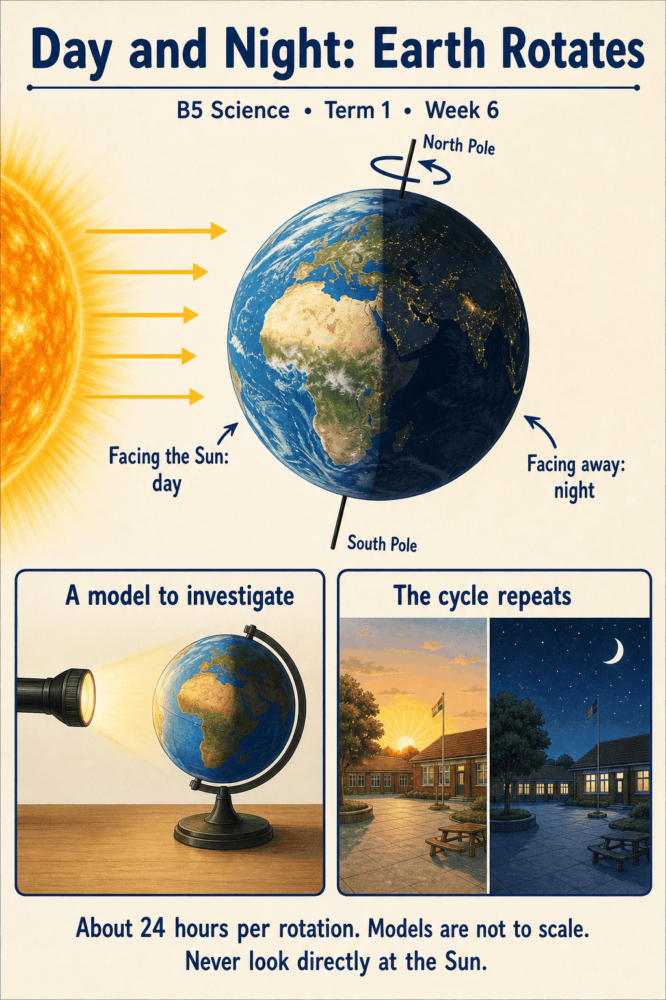 Day and Night: Earth Rotates
B5 Science • Term 1 • Week 6
North Pole
Facing the Sun:
day
Facing away:
night
South Pole
A model to investigate
The cycle repeats
About 24 hours per rotation. Models are not to scale.
Never look directly at the Sun.